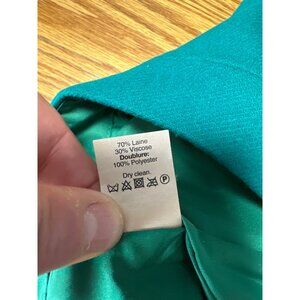 70% Laine
30% Viscose
Doublure:
100% Polyester
Dry clean.
P